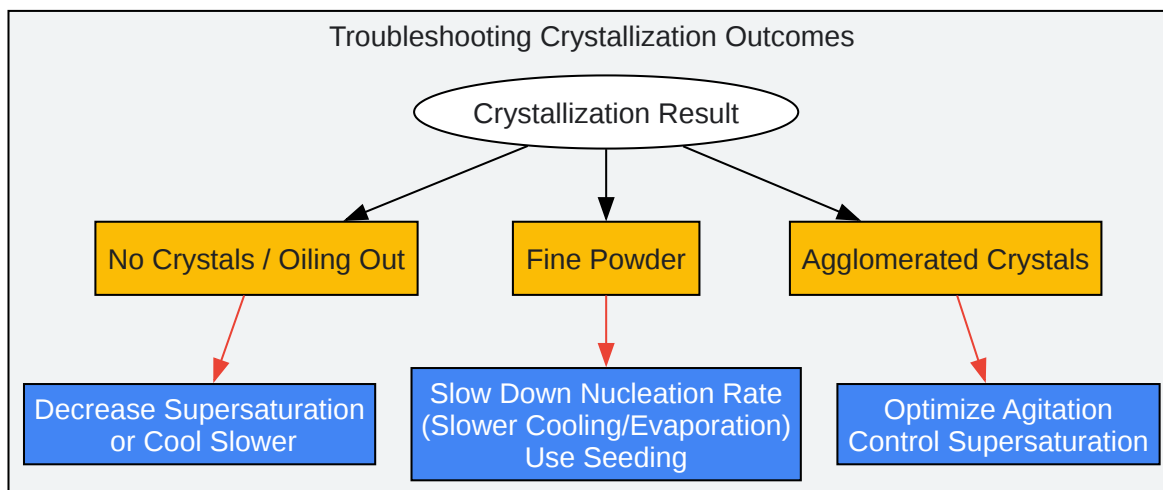 Troubleshooting Crystallization Outcomes
Crystallization Result
No Crystals / Oiling Out
Fine Powder
Agglomerated Crystals
Decrease Supersaturation
or Cool Slower
Slow Down Nucleation Rate
(Slower Cooling/Evaporation)
Use Seeding
Optimize Agitation
Control Supersaturation